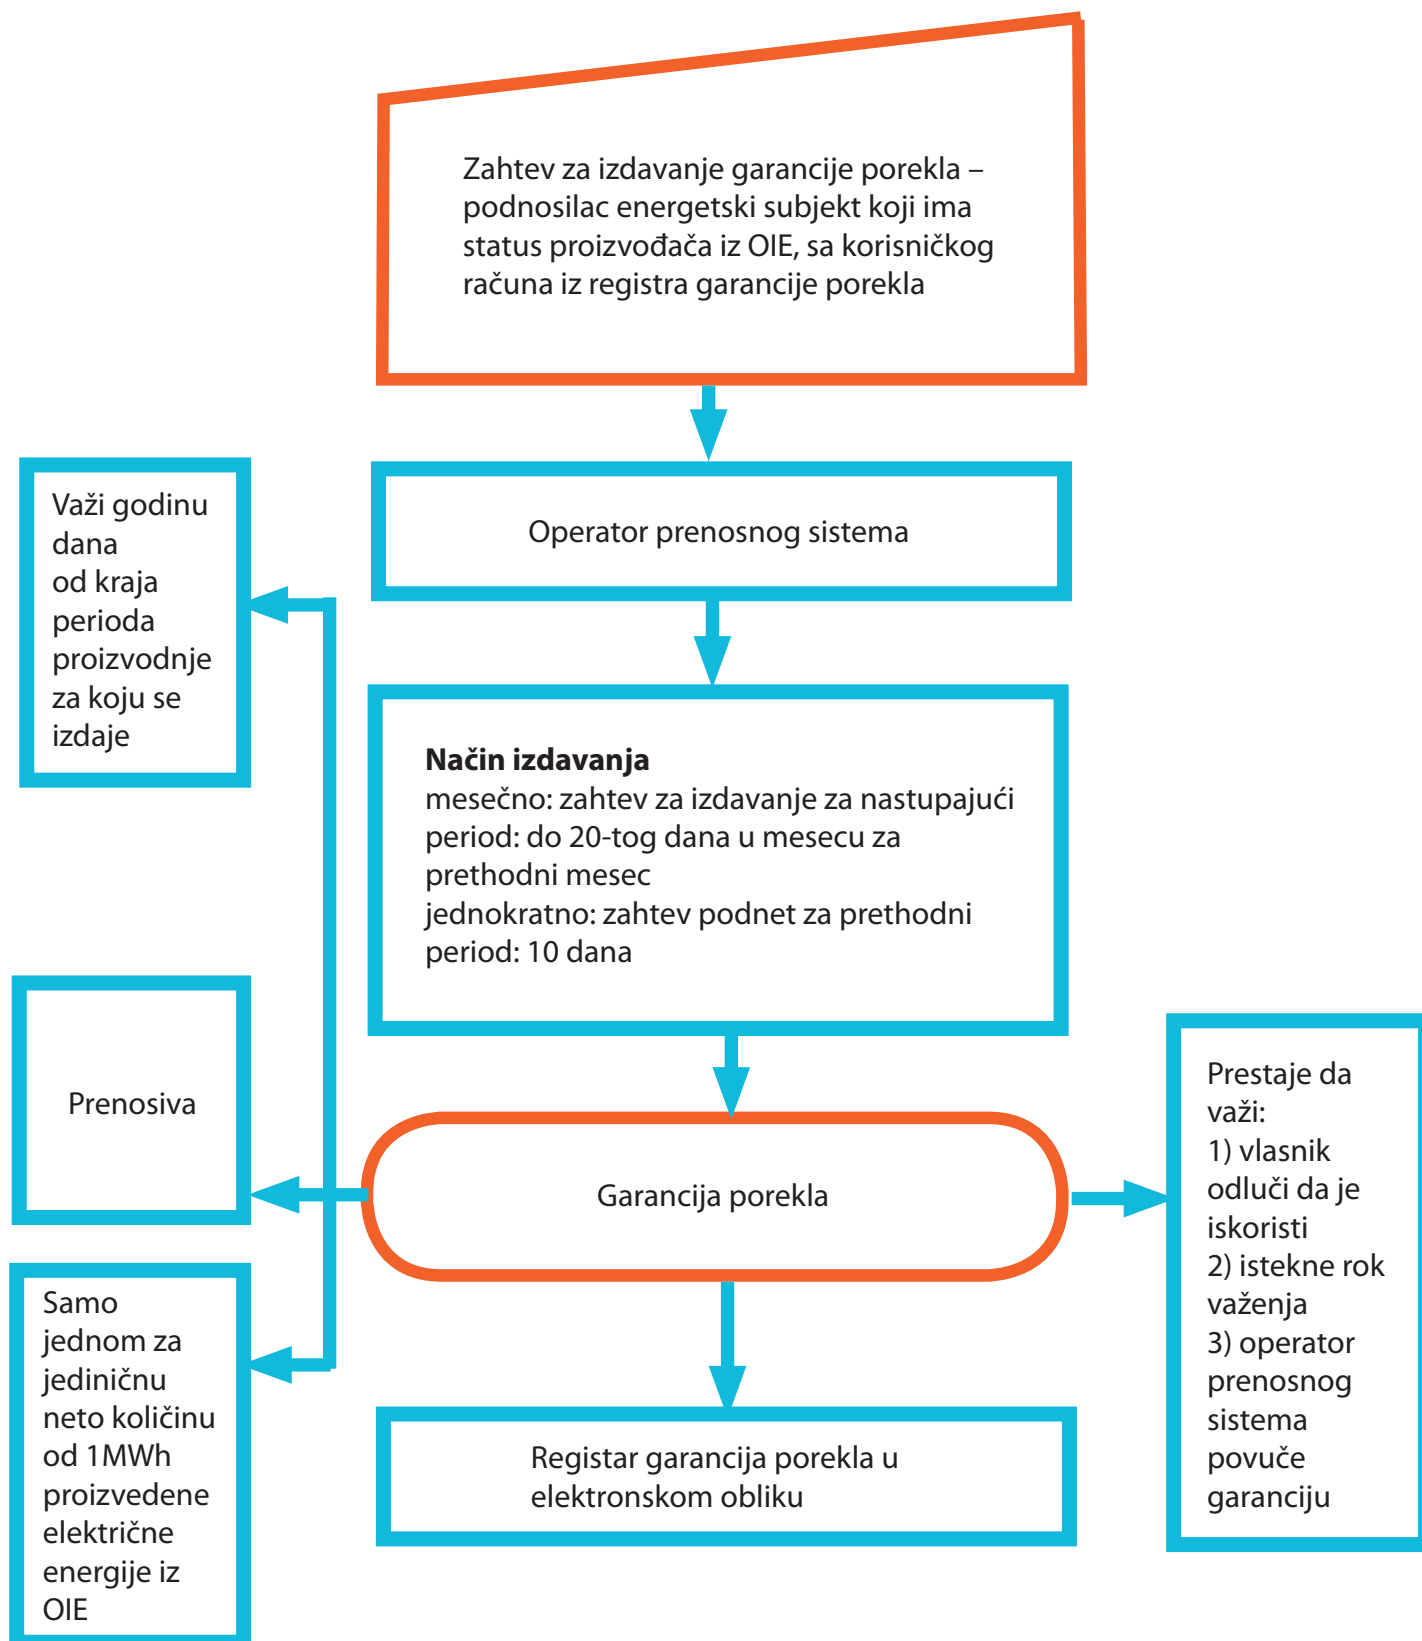 Zahtev za izdavanje garancije porekla –
podnosilac energetski subjekt koji ima
status proizvođača iz OIE, sa korisničkog
računa iz registra garancije porekla
Operator prenosnog sistema
Važi godinu
dana
od kraja
perioda
proizvodnje
za koju se
izdaje
Način izdavanja
mesečno: zahtev za izdavanje za nastupajući
period: do 20-tog dana u mesecu za
prethodni mesec
jednokratno: zahtev podnet za prethodni
period: 10 dana
Prenosiva
Garancija porekla
Prestaje da
važi:
1) vlasnik
odluči da je
iskoristi
2) istekne rok
važenja
3) operator
prenosnog
sistema
povuče
garanciju
Samo
jednom za
jediničnu
neto količinu
od 1MWh
proizvedene
električne
energije iz
OIE
Registar garancija porekla u
elektronskom obliku